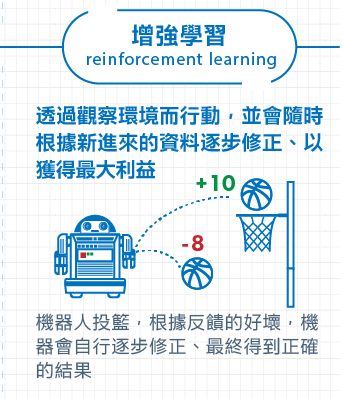 增強學習
reinforcement learning
透過觀察環境而行動，並會隨時
根據新進來的資料逐步修正、以
獲得最大利益
+10
-8
機器人投籃，根據反饋的好壞，機
器會自行逐步修正、最終得到正確
的結果